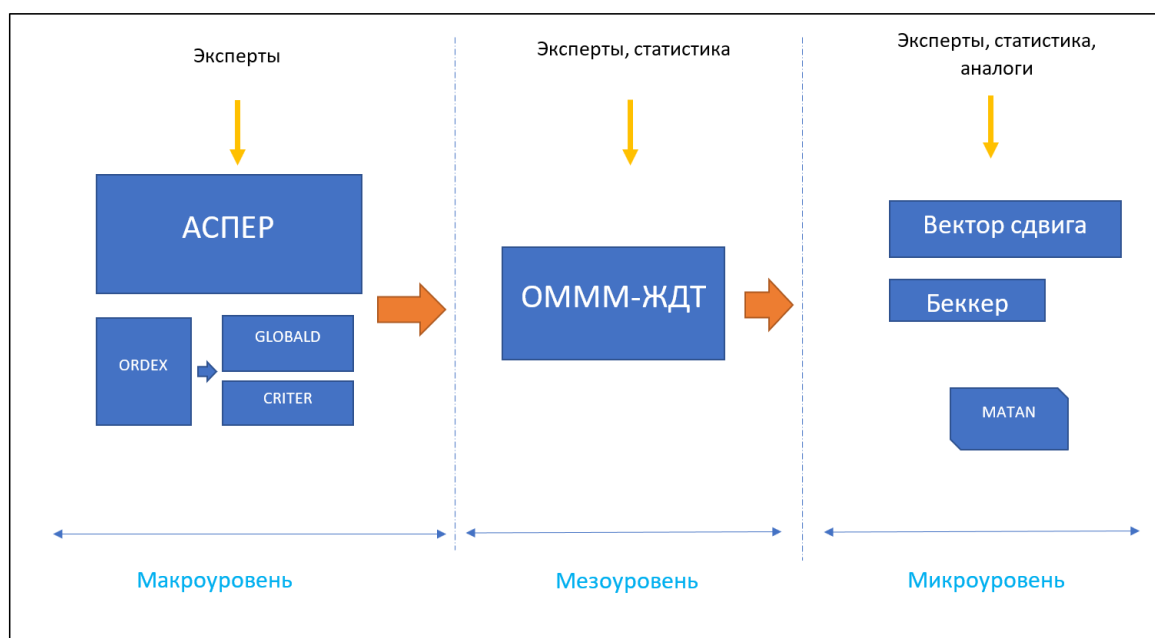 Эксперты
АСПЕР
ORDEX
GLOBALD
CRITER
Макроуровень
Эксперты, статистика
ОМММ-ЖДТ
Мезоуровень
Эксперты, статистика,
аналоги
Вектор сдвига
Беккер
MATAN
Микроуровень